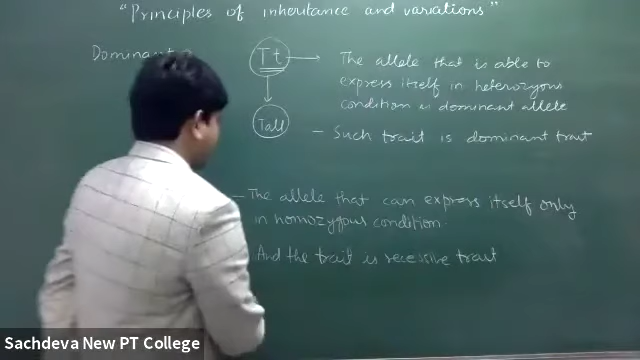 "Principles of inheritance and variations"
Dominant
Tt
The allele that is able to
express itself in heterozygous
condition is dominant allele
Tall
- Such trait is dominant trait
- The allele that can express itself only
in homozygous condition.
And the trait is recessive trait
Sachdeva New PT College